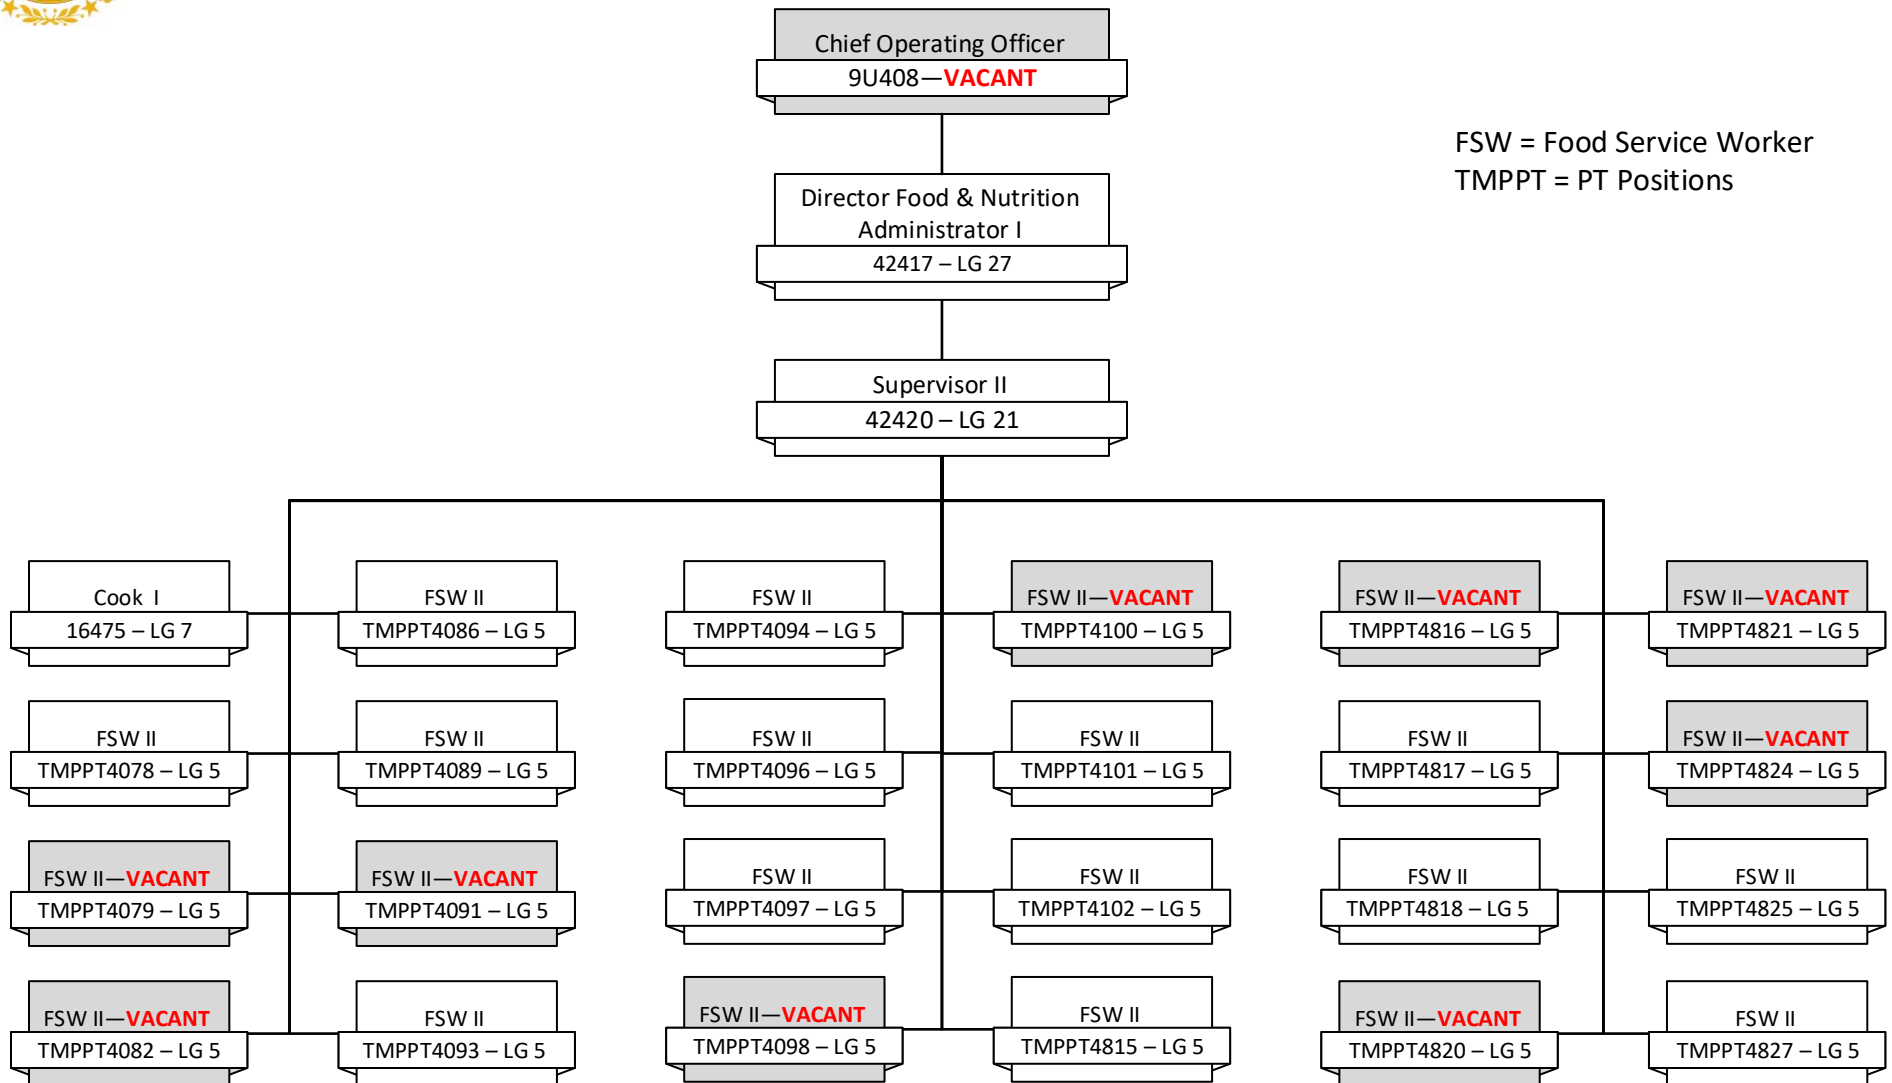 Chief Operating Officer
9U408—VACANT
FSW = Food Service Worker
TMPPT = PT Positions
Director Food & Nutrition
Administrator I
42417 – LG 27
Supervisor II
42420 – LG 21
Cook I
16475 – LG 7
FSW II
TMPPT4086 – LG 5
FSW II
TMPPT4094 – LG 5
FSW II—VACANT
TMPPT4100 – LG 5
FSW II—VACANT
TMPPT4816 – LG 5
FSW II—VACANT
TMPPT4821 – LG 5
FSW II
TMPPT4078 – LG 5
FSW II
TMPPT4089 – LG 5
FSW II
TMPPT4096 – LG 5
FSW II
TMPPT4101 – LG 5
FSW II
TMPPT4817 – LG 5
FSW II—VACANT
TMPPT4824 – LG 5
FSW II—VACANT
TMPPT4079 – LG 5
FSW II—VACANT
TMPPT4091 – LG 5
FSW II
TMPPT4097 – LG 5
FSW II
TMPPT4102 – LG 5
FSW II
TMPPT4818 – LG 5
FSW II
TMPPT4825 – LG 5
FSW II—VACANT
TMPPT4082 – LG 5
FSW II
TMPPT4093 – LG 5
FSW II—VACANT
TMPPT4098 – LG 5
FSW II
TMPPT4815 – LG 5
FSW II—VACANT
TMPPT4820 – LG 5
FSW II
TMPPT4827 – LG 5